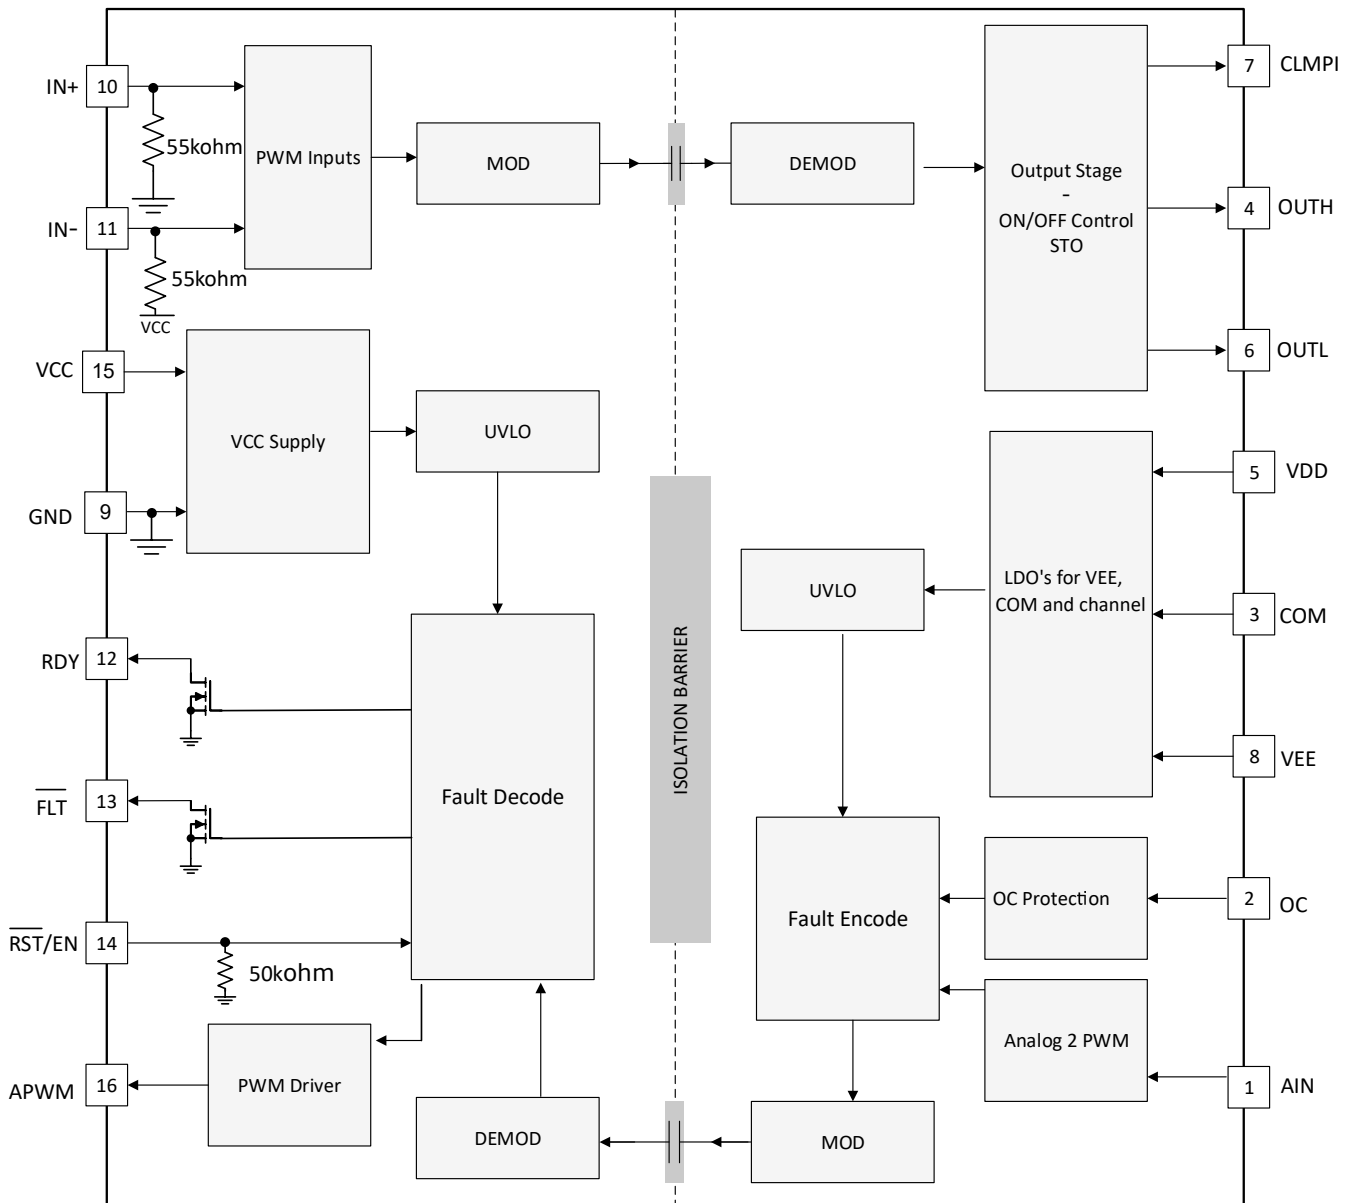 IN+
10
55kohm
IN-
11
55kohm
VCC
PWM Inputs
MOD
DEMOD
Output Stage
-
ON/OFF Control
STO
7
CLMPI
4
OUTH
6
OUTL
VCC
15
GND
9
VCC Supply
UVLO
ISOLATION BARRIER
UVLO
LDO's for VEE,
COM and channel
5
VDD
3
COM
8
VEE
RDY
12
FLT
13
RST/EN
14
50kohm
Fault Decode
Fault Encode
OC Protection
2
OC
Analog 2 PWM
1
AIN
APWM
16
PWM Driver
DEMOD
MOD